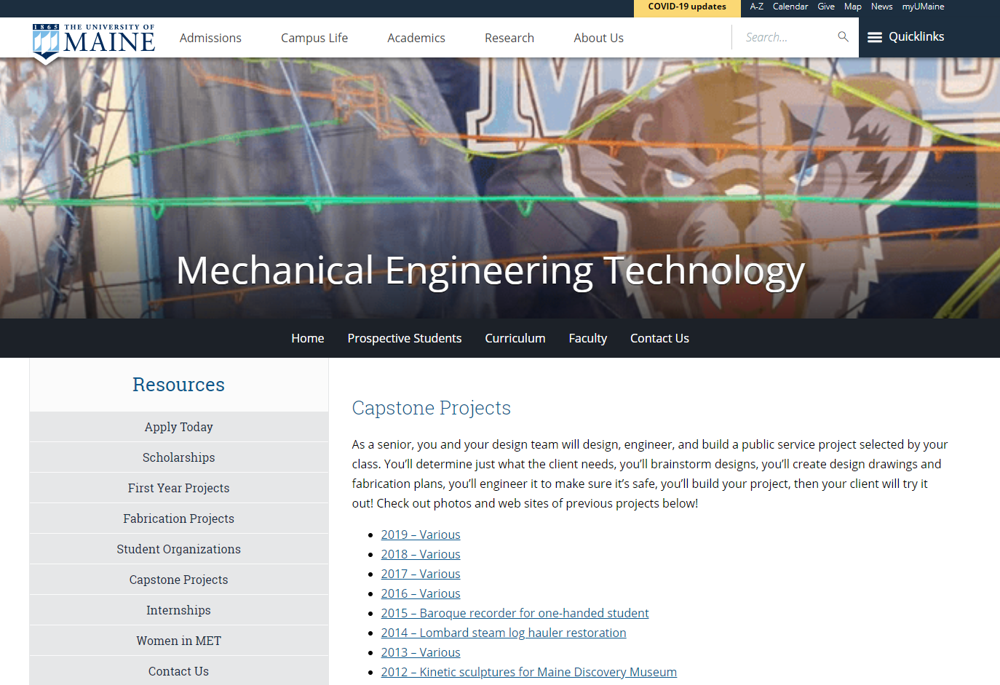 COVID-19 updates
A-Z Calendar Give Map News myUMaine
1865 THE UNIVERSITY OF
MAINE
Admissions Campus Life Academics Research About Us
Search...
Quicklinks
Mechanical Engineering Technology
Home Prospective Students Curriculum Faculty Contact Us
Resources
Apply Today
Scholarships
First Year Projects
Fabrication Projects
Student Organizations
Capstone Projects
Internships
Women in MET
Contact Us
Capstone Projects
As a senior, you and your design team will design, engineer, and build a public service project selected by your
class. You’ll determine just what the client needs, you’ll brainstorm designs, you’ll create design drawings and
fabrication plans, you’ll engineer it to make sure it’s safe, you’ll build your project, then your client will try it
out! Check out photos and web sites of previous projects below!
2019 – Various
2018 – Various
2017 – Various
2016 – Various
2015 – Baroque recorder for one-handed student
2014 – Lombard steam log hauler restoration
2013 – Various
2012 – Kinetic sculptures for Maine Discovery Museum